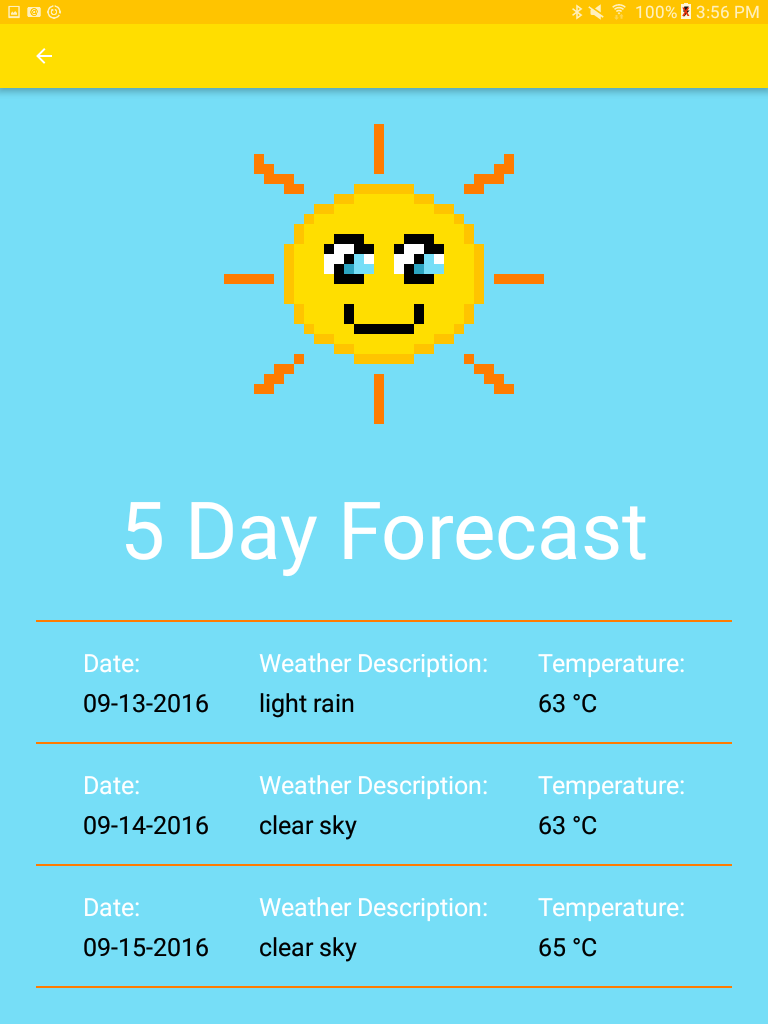 100% 3:56 PM
5 Day Forecast
Date: Weather Description: Temperature:
09-13-2016 light rain 63 °C
Date: Weather Description: Temperature:
09-14-2016 clear sky 63 °C
Date: Weather Description: Temperature:
09-15-2016 clear sky 65 °C